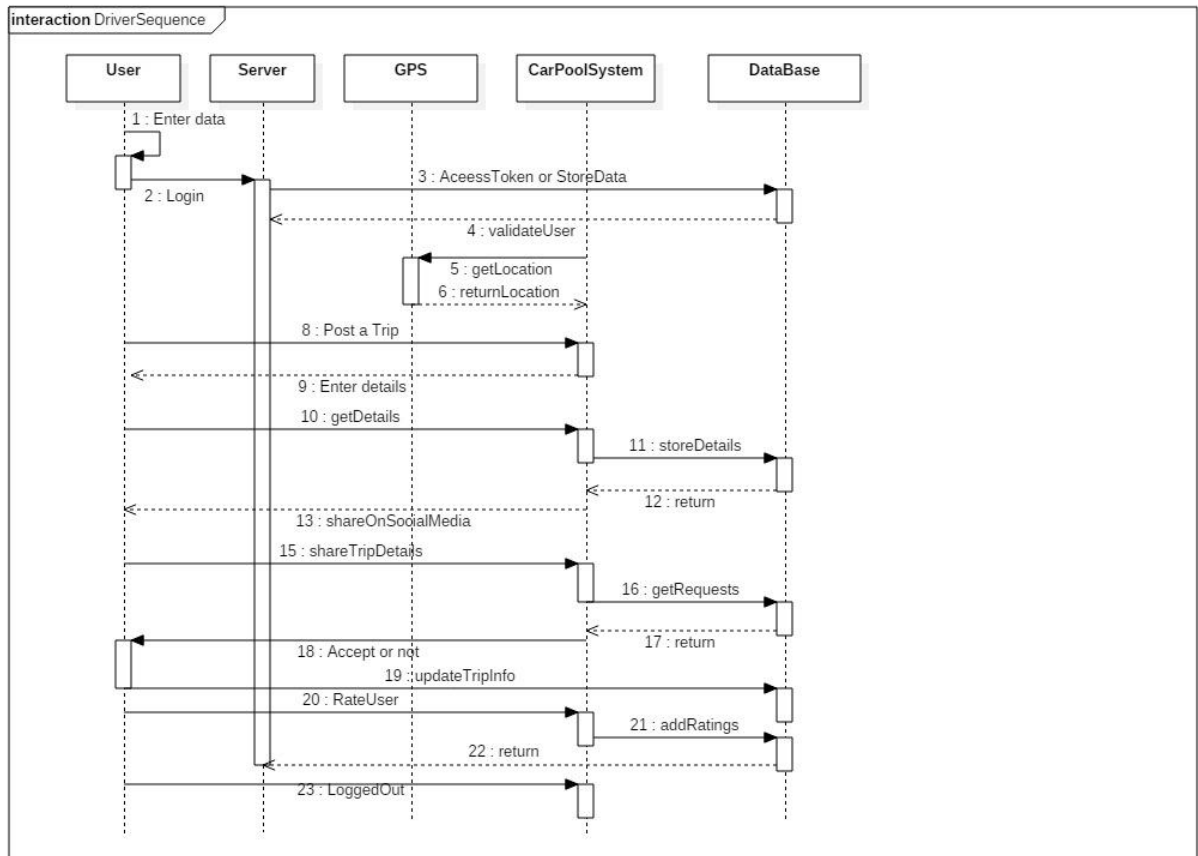 interaction DriverSequence
User
Server
GPS
CarPoolSystem
DataBase
1 : Enter data
2 : Login
3 : AceessToken or StoreData
4 : validateUser
5 : getLocation
6 : returnLocation
8 : Post a Trip
9 : Enter details
10 : getDetails
11 : storeDetails
12 : return
13 : shareOnSocialMedia
15 : shareTripDetails
16 : getRequests
17 : return
18 : Accept or not
19 : updateTripInfo
20 : RateUser
21 : addRatings
22 : return
23 : LoggedOut